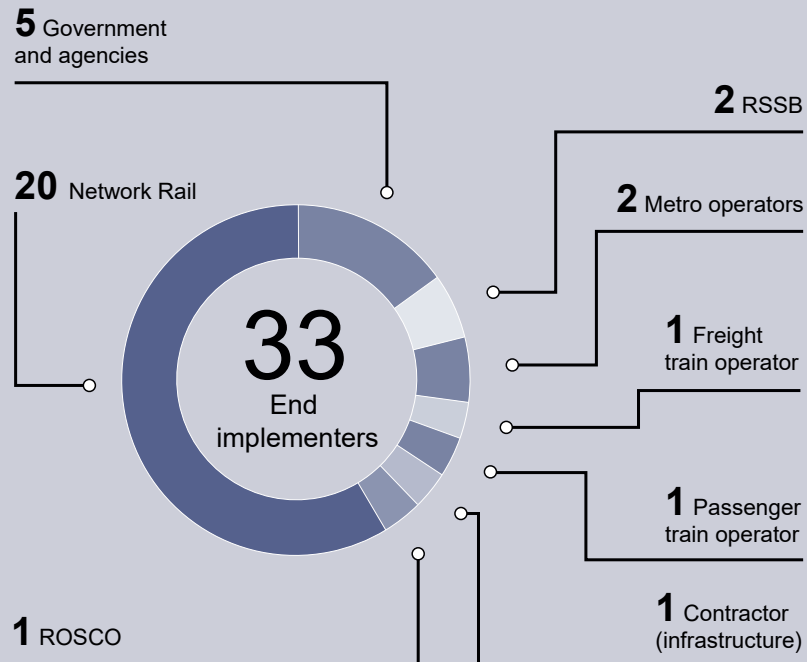 5 Government
and agencies
2 RSSB
20 Network Rail
2 Metro operators
33
End
implementers
1 Freight
train operator
1 Passenger
train operator
1 Contractor
(infrastructure)
1 ROSCO